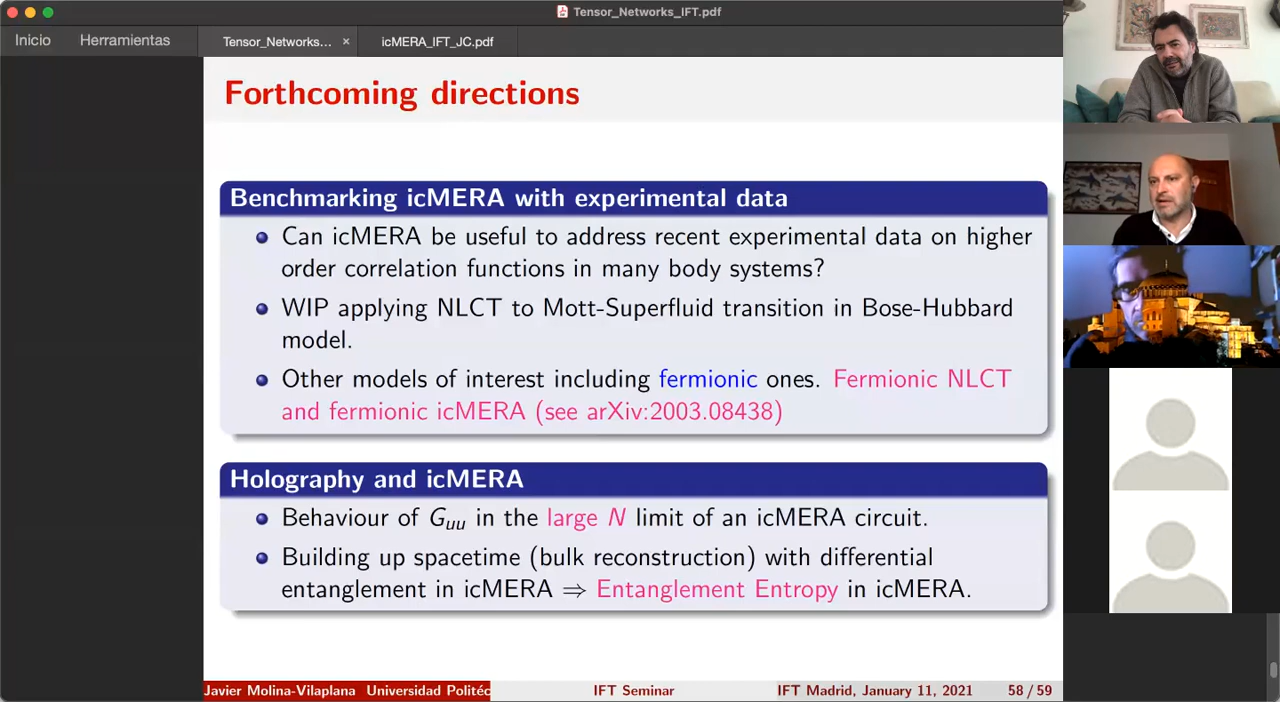 Tensor_Networks_IFT.pdf
Inicio Herramientas Tensor_Networks... × icMERA_IFT_JC.pdf
Forthcoming directions
Benchmarking icMERA with experimental data
Can icMERA be useful to address recent experimental data on higher
order correlation functions in many body systems?
WIP applying NLCT to Mott-Superfluid transition in Bose-Hubbard
model.
Other models of interest including fermionic ones. Fermionic NLCT
and fermionic icMERA (see arXiv:2003.08438)
Holography and icMERA
Behaviour of Guu in the large N limit of an icMERA circuit.
Building up spacetime (bulk reconstruction) with differential
entanglement in icMERA ⇒ Entanglement Entropy in icMERA.
Javier Molina-Vilaplana Universidad Politéc IFT Seminar IFT Madrid, January 11, 2021 58 / 59